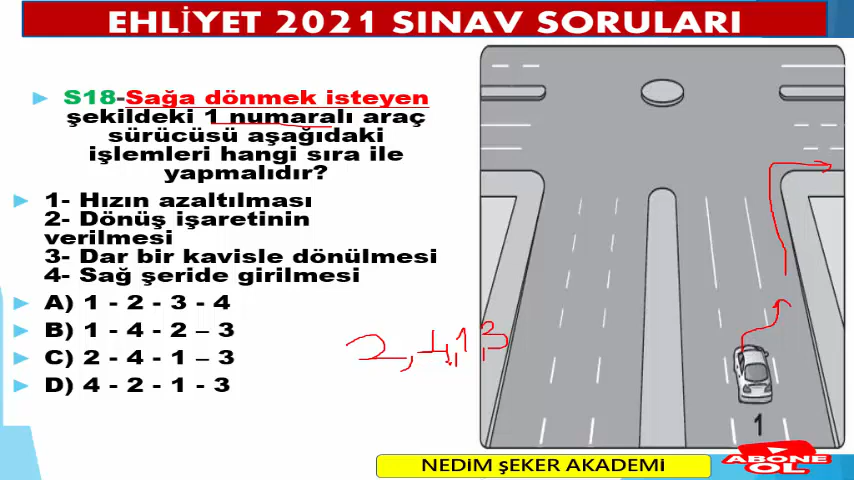 EHLİYET 2021 SINAV SORULARI
S18-Sağa dönmek isteyen
şekildeki 1 numaralı araç
sürücüsü aşağıdaki
işlemleri hangi sıra ile
yapmalıdır?
1- Hızın azaltılması
2- Dönüş işaretinin
verilmesi
3- Dar bir kavisle dönülmesi
4- Sağ şeride girilmesi
A) 1 - 2 - 3 - 4
B) 1 - 4 - 2 – 3
C) 2 - 4 - 1 – 3
D) 4 - 2 - 1 - 3
2, 4, 1, 3
1
NEDİM ŞEKER AKADEMİ
ABONE
OL